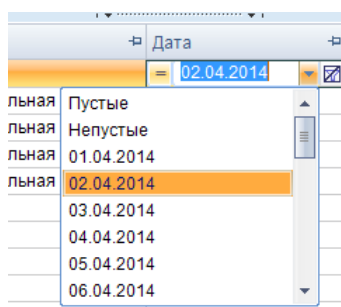 Дата
= 02.04.2014
льная
Пустые
льная
Непустые
льная
01.04.2014
льная
02.04.2014
03.04.2014
04.04.2014
05.04.2014
06.04.2014